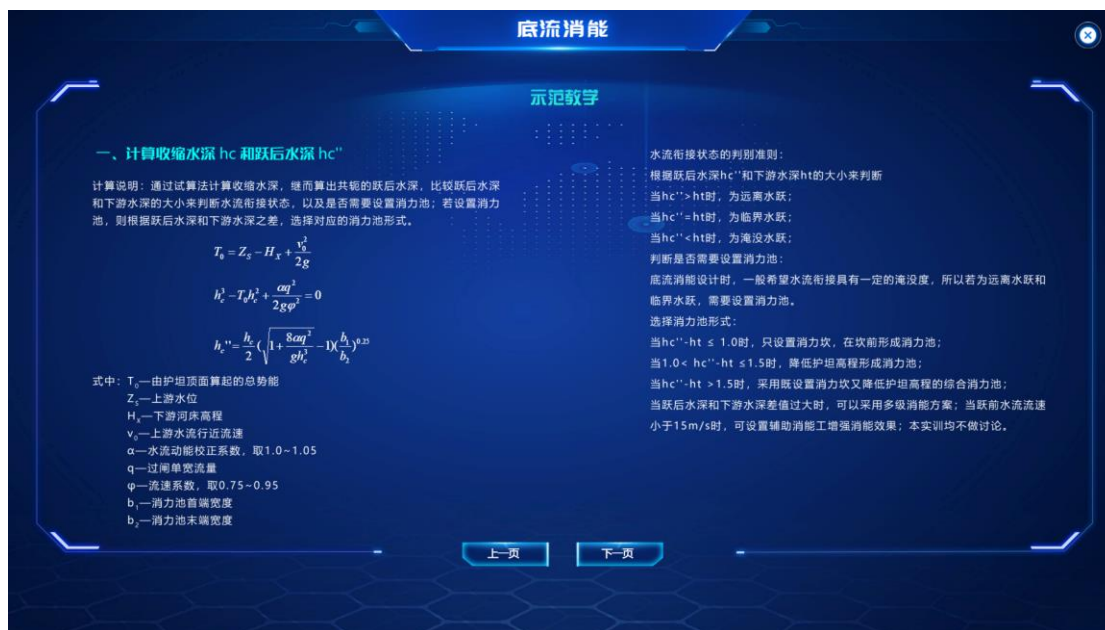 底流消能
示范教学
一、计算收缩水深 hc 和跃后水深 hc''
计算说明：通过试算法计算收缩水深，继而算出共轭的跃后水深，比较跃后水深
和下游水深的大小来判断水流衔接状态，以及是否需要设置消力池；若设置消力
池，则根据跃后水深和下游水深之差，选择对应的消力池形式。
T₀ = Z_S − H_X + v₀²/2g
h_c³ − T₀h_c² + αq²/2gφ² = 0
h_c'' = h_c/2 (√(1 + 8αq²/gh_c³) − 1)(b₁/b₂)^0.25
式中：T₀—由护坦顶面算起的总势能
Z_s—上游水位
H_x—下游河床高程
v₀—上游水流行近流速
α—水流动能校正系数，取1.0~1.05
q—过闸单宽流量
φ—流速系数，取0.75~0.95
b₁—消力池首端宽度
b₂—消力池末端宽度
水流衔接状态的判别准则：
根据跃后水深hc''和下游水深ht的大小来判断
当hc''>ht时，为远离水跃；
当hc''=ht时，为临界水跃；
当hc''<ht时，为淹没水跃；
判断是否需要设置消力池：
底流消能设计时，一般希望水流衔接具有一定的淹没度，所以若为远离水跃和
临界水跃，需要设置消力池。
选择消力池形式：
当hc''-ht ≤ 1.0时，只设置消力坎，在坎前形成消力池；
当1.0< hc''-ht ≤1.5时，降低护坦高程形成消力池；
当hc''-ht >1.5时，采用既设置消力坎又降低护坦高程的综合消力池；
当跃后水深和下游水深差值过大时，可以采用多级消能方案；当跃前水流流速
小于15m/s时，可设置辅助消能工增强消能效果；本实训均不做讨论。
上一页
下一页